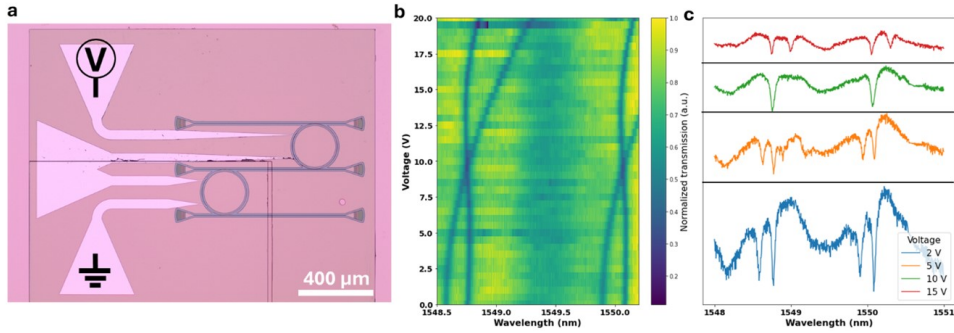 a
V
400 µm
b
20.0
17.5
15.0
12.5
10.0
7.5
5.0
2.5
0.0
Voltage (V)
1548.5 1549.0 1549.5 1550.0
Wavelength (nm)
1.0
0.9
0.8
0.7
0.6
0.5
0.4
0.3
0.2
Normalized transmission (a.u.)
c
Voltage
2 V
5 V
10 V
15 V
1548 1549 1550 1551
Wavelength (nm)